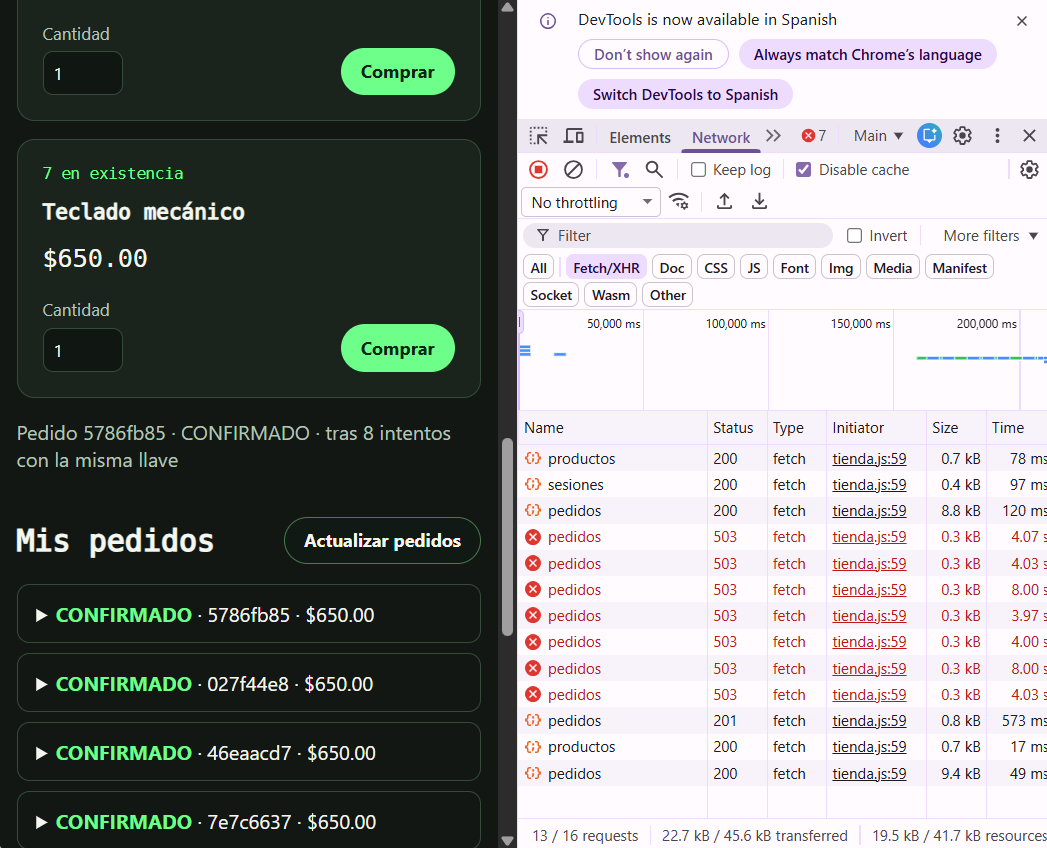 Cantidad
1
Comprar
7 en existencia
Teclado mecánico
$650.00
Cantidad
1
Comprar
Pedido 5786fb85 · CONFIRMADO · tras 8 intentos
con la misma llave
Mis pedidos
Actualizar pedidos
▶ CONFIRMADO · 5786fb85 · $650.00
▶ CONFIRMADO · 027f44e8 · $650.00
▶ CONFIRMADO · 46eaacd7 · $650.00
▶ CONFIRMADO · 7e7c6637 · $650.00
DevTools is now available in Spanish
Don't show again
Always match Chrome's language
Switch DevTools to Spanish
Elements Network 7 Main
Keep log Disable cache
No throttling
Filter Invert More filters
All Fetch/XHR Doc CSS JS Font Img Media Manifest
Socket Wasm Other
50,000 ms 100,000 ms 150,000 ms 200,000 ms
Name Status Type Initiator Size Time
productos 200 fetch tienda.js:59 0.7 kB 78 ms
sesiones 200 fetch tienda.js:59 0.4 kB 97 ms
pedidos 200 fetch tienda.js:59 8.8 kB 120 ms
pedidos 503 fetch tienda.js:59 0.3 kB 4.07 s
pedidos 503 fetch tienda.js:59 0.3 kB 4.03 s
pedidos 503 fetch tienda.js:59 0.3 kB 8.00 s
pedidos 503 fetch tienda.js:59 0.3 kB 3.97 s
pedidos 503 fetch tienda.js:59 0.3 kB 4.00 s
pedidos 503 fetch tienda.js:59 0.3 kB 8.00 s
pedidos 503 fetch tienda.js:59 0.3 kB 4.03 s
pedidos 201 fetch tienda.js:59 0.8 kB 573 ms
productos 200 fetch tienda.js:59 0.7 kB 17 ms
pedidos 200 fetch tienda.js:59 9.4 kB 49 ms
13 / 16 requests 22.7 kB / 45.6 kB transferred 19.5 kB / 41.7 kB resources